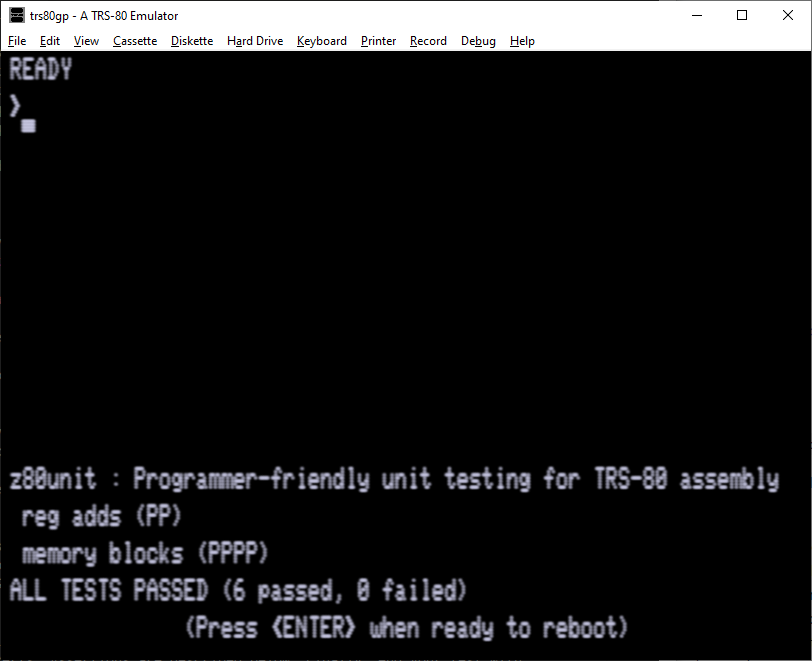 trs80gp - A TRS-80 Emulator
File Edit View Cassette Diskette Hard Drive Keyboard Printer Record Debug Help
READY
>
z80unit : Programmer-friendly unit testing for TRS-80 assembly
reg adds (PP)
memory blocks (PPPP)
ALL TESTS PASSED (6 passed, 0 failed)
(Press <ENTER> when ready to reboot)